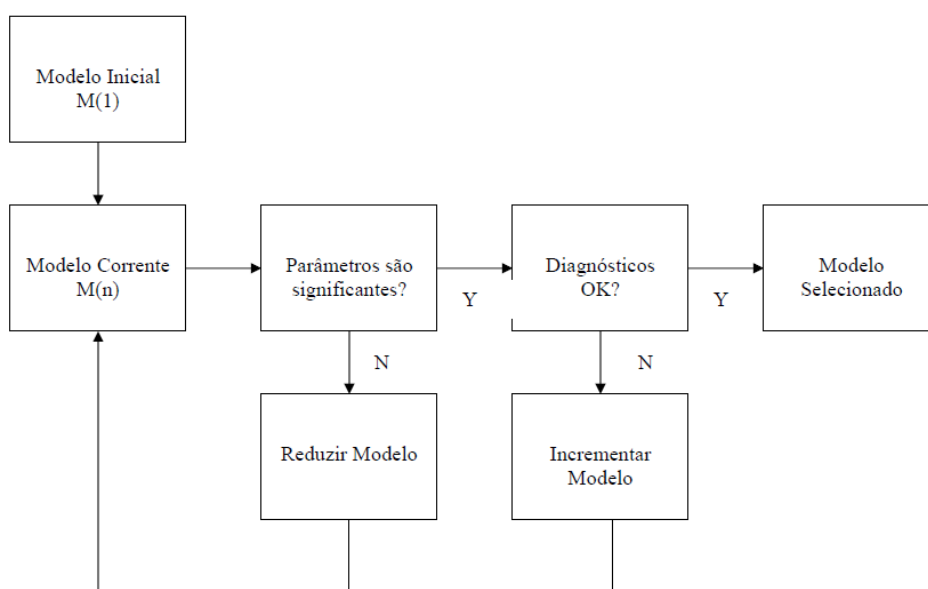 Modelo Inicial
M(1)
Modelo Corrente
M(n)
Parâmetros são
significantes?
Y
Diagnósticos
OK?
Y
Modelo
Selecionado
N
N
Reduzir Modelo
Incrementar
Modelo